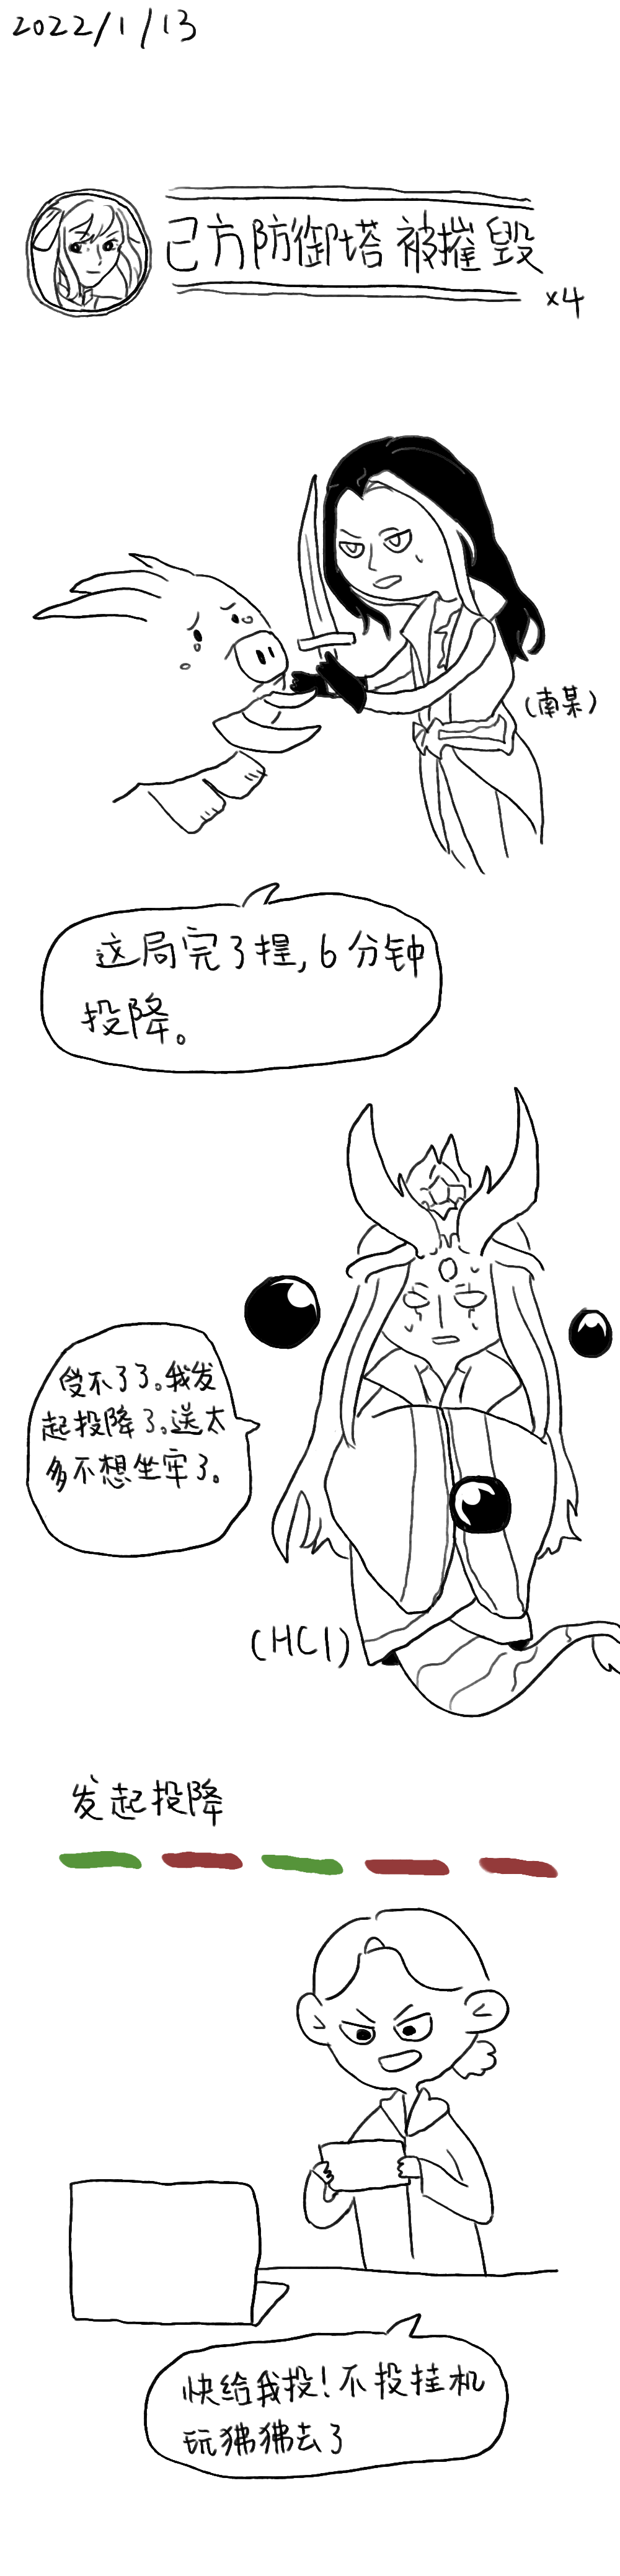 2022/1/13
己方防御塔被摧毁
x4
(南某)
这局完了捏,6分钟
投降。
受不了了。我发
起投降了。送太
多不想坐牢了。
(HCl)
发起投降
快给我投!不投挂机
玩狒狒去了